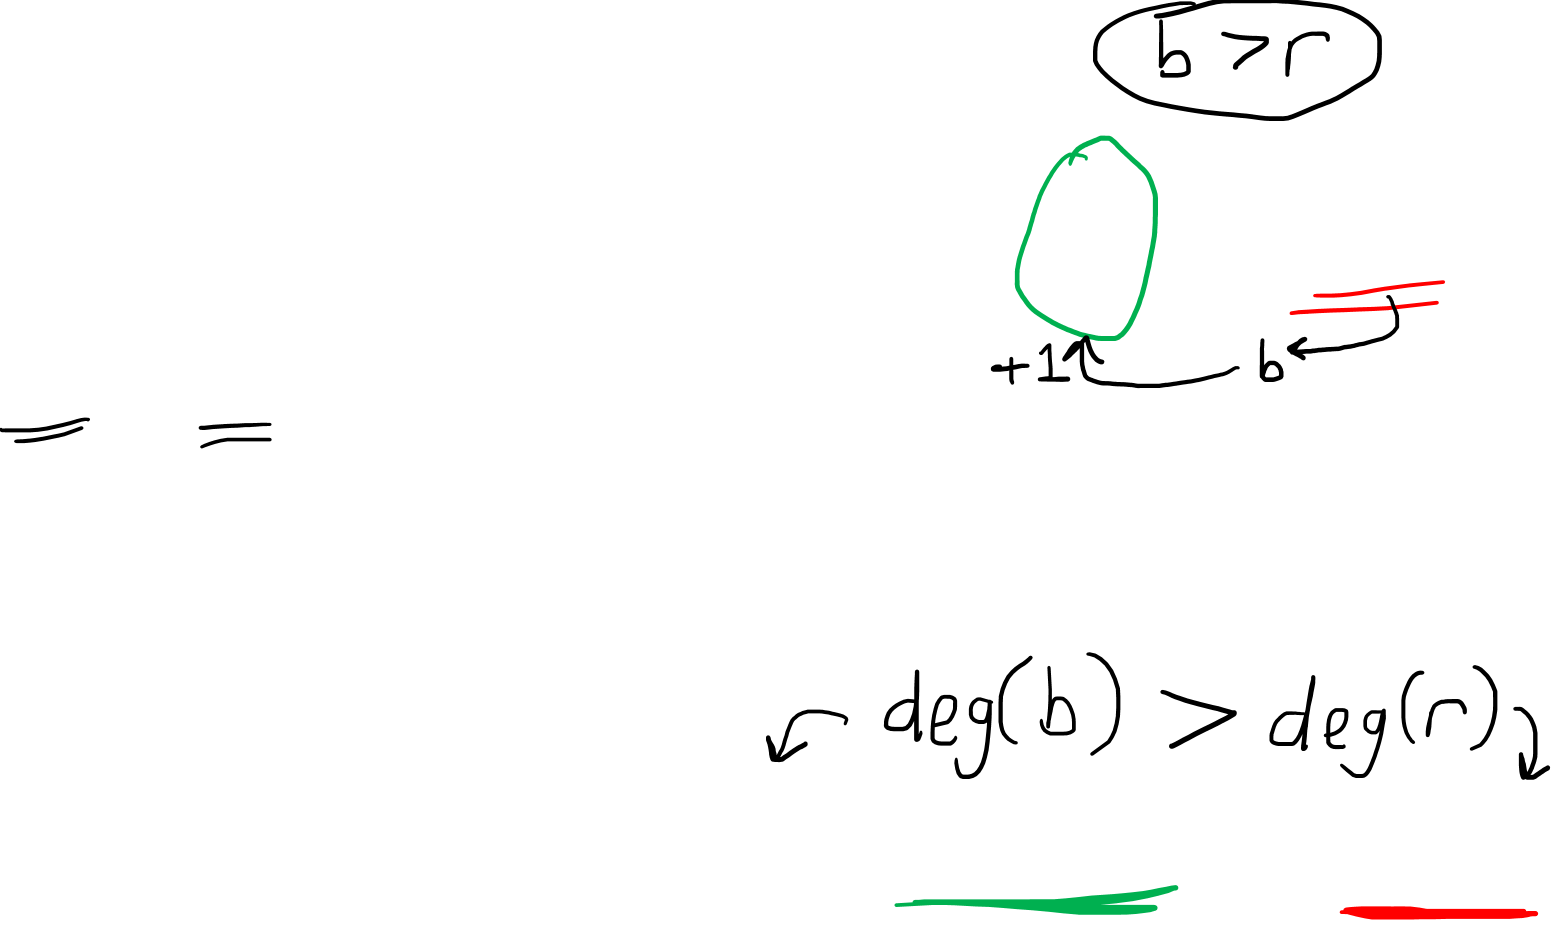 b > r
+1 b
= =
deg(b) > deg(r)